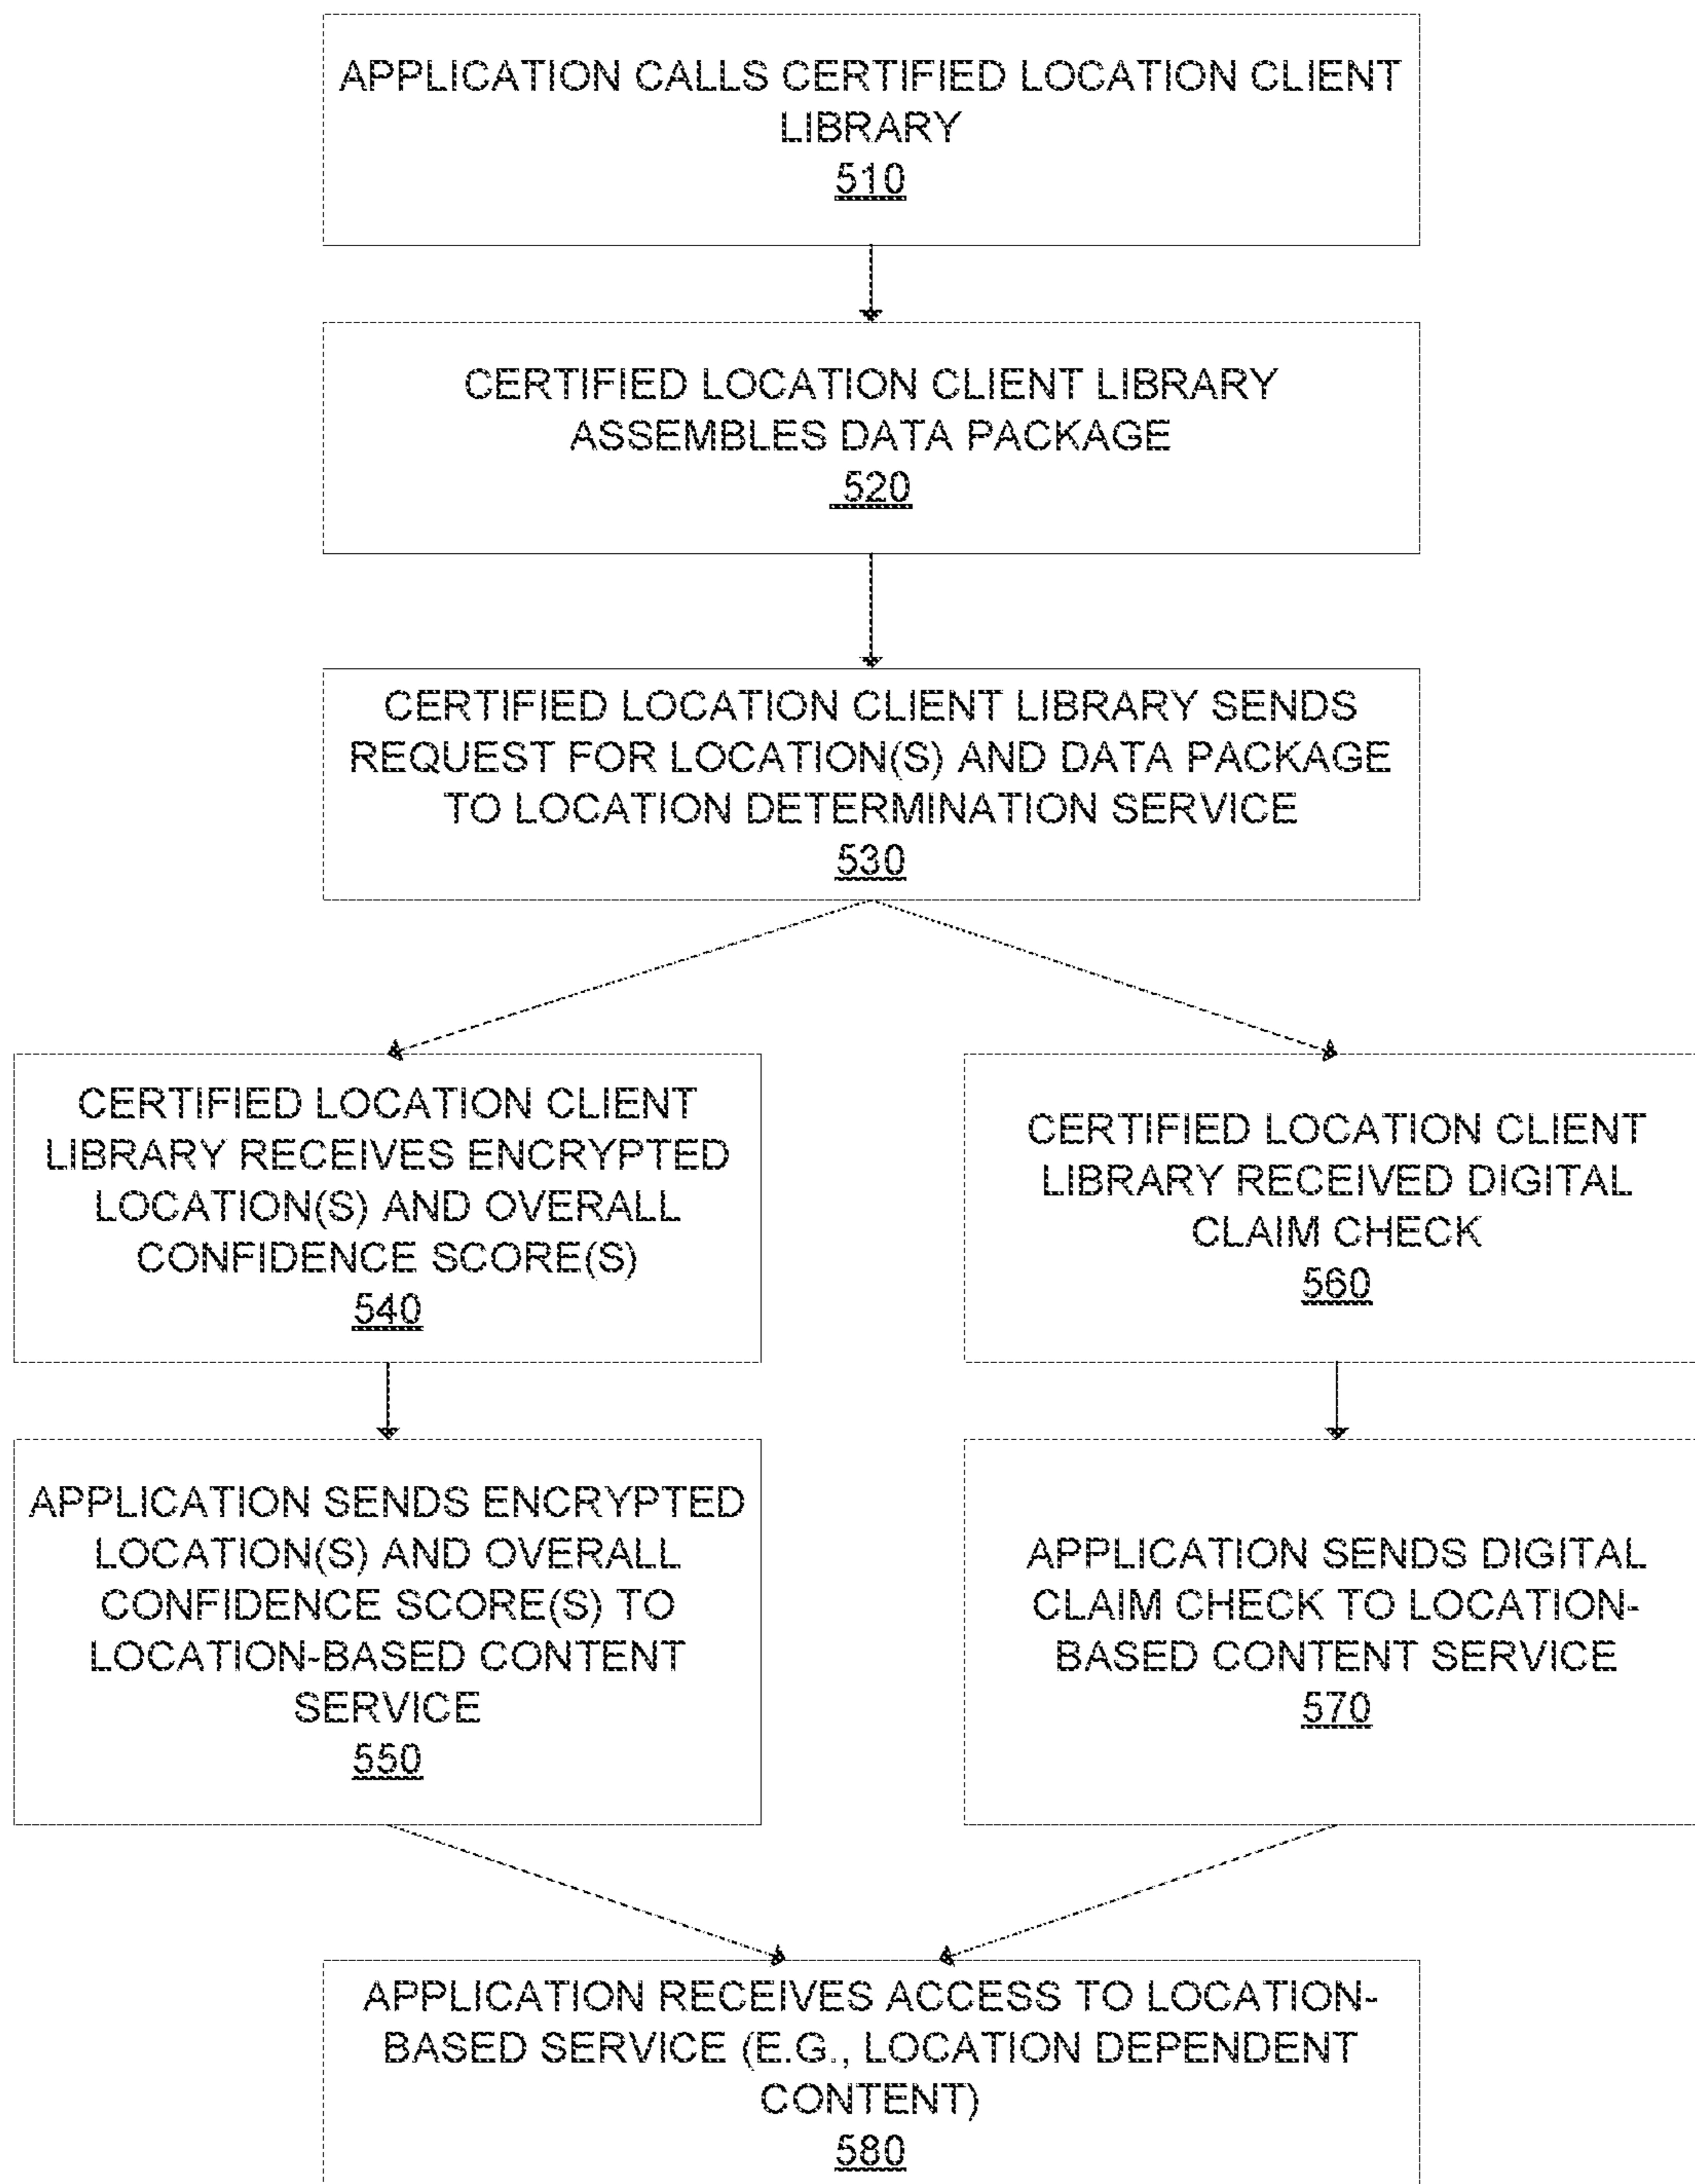 APPLICATION CALLS CERTIFIED LOCATION CLIENT
LIBRARY
510
CERTIFIED LOCATION CLIENT LIBRARY
ASSEMBLES DATA PACKAGE
520
CERTIFIED LOCATION CLIENT LIBRARY SENDS
REQUEST FOR LOCATION(S) AND DATA PACKAGE
TO LOCATION DETERMINATION SERVICE
530
CERTIFIED LOCATION CLIENT
LIBRARY RECEIVES ENCRYPTED
LOCATION(S) AND OVERALL
CONFIDENCE SCORE(S)
540
APPLICATION SENDS ENCRYPTED
LOCATION(S) AND OVERALL
CONFIDENCE SCORE(S) TO
LOCATION-BASED CONTENT
SERVICE
550
CERTIFIED LOCATION CLIENT
LIBRARY RECEIVED DIGITAL
CLAIM CHECK
560
APPLICATION SENDS DIGITAL
CLAIM CHECK TO LOCATION-
BASED CONTENT SERVICE
570
APPLICATION RECEIVES ACCESS TO LOCATION-
BASED SERVICE (E.G., LOCATION DEPENDENT
CONTENT)
580